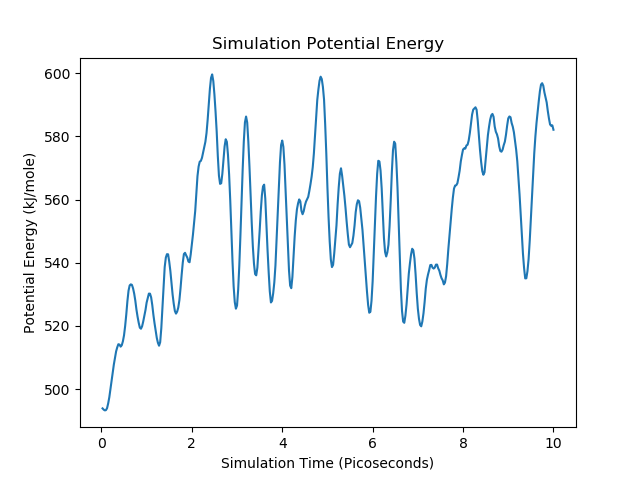 Simulation Potential Energy
Potential Energy (kJ/mole)
600
580
560
540
520
500
0 2 4 6 8 10
Simulation Time (Picoseconds)